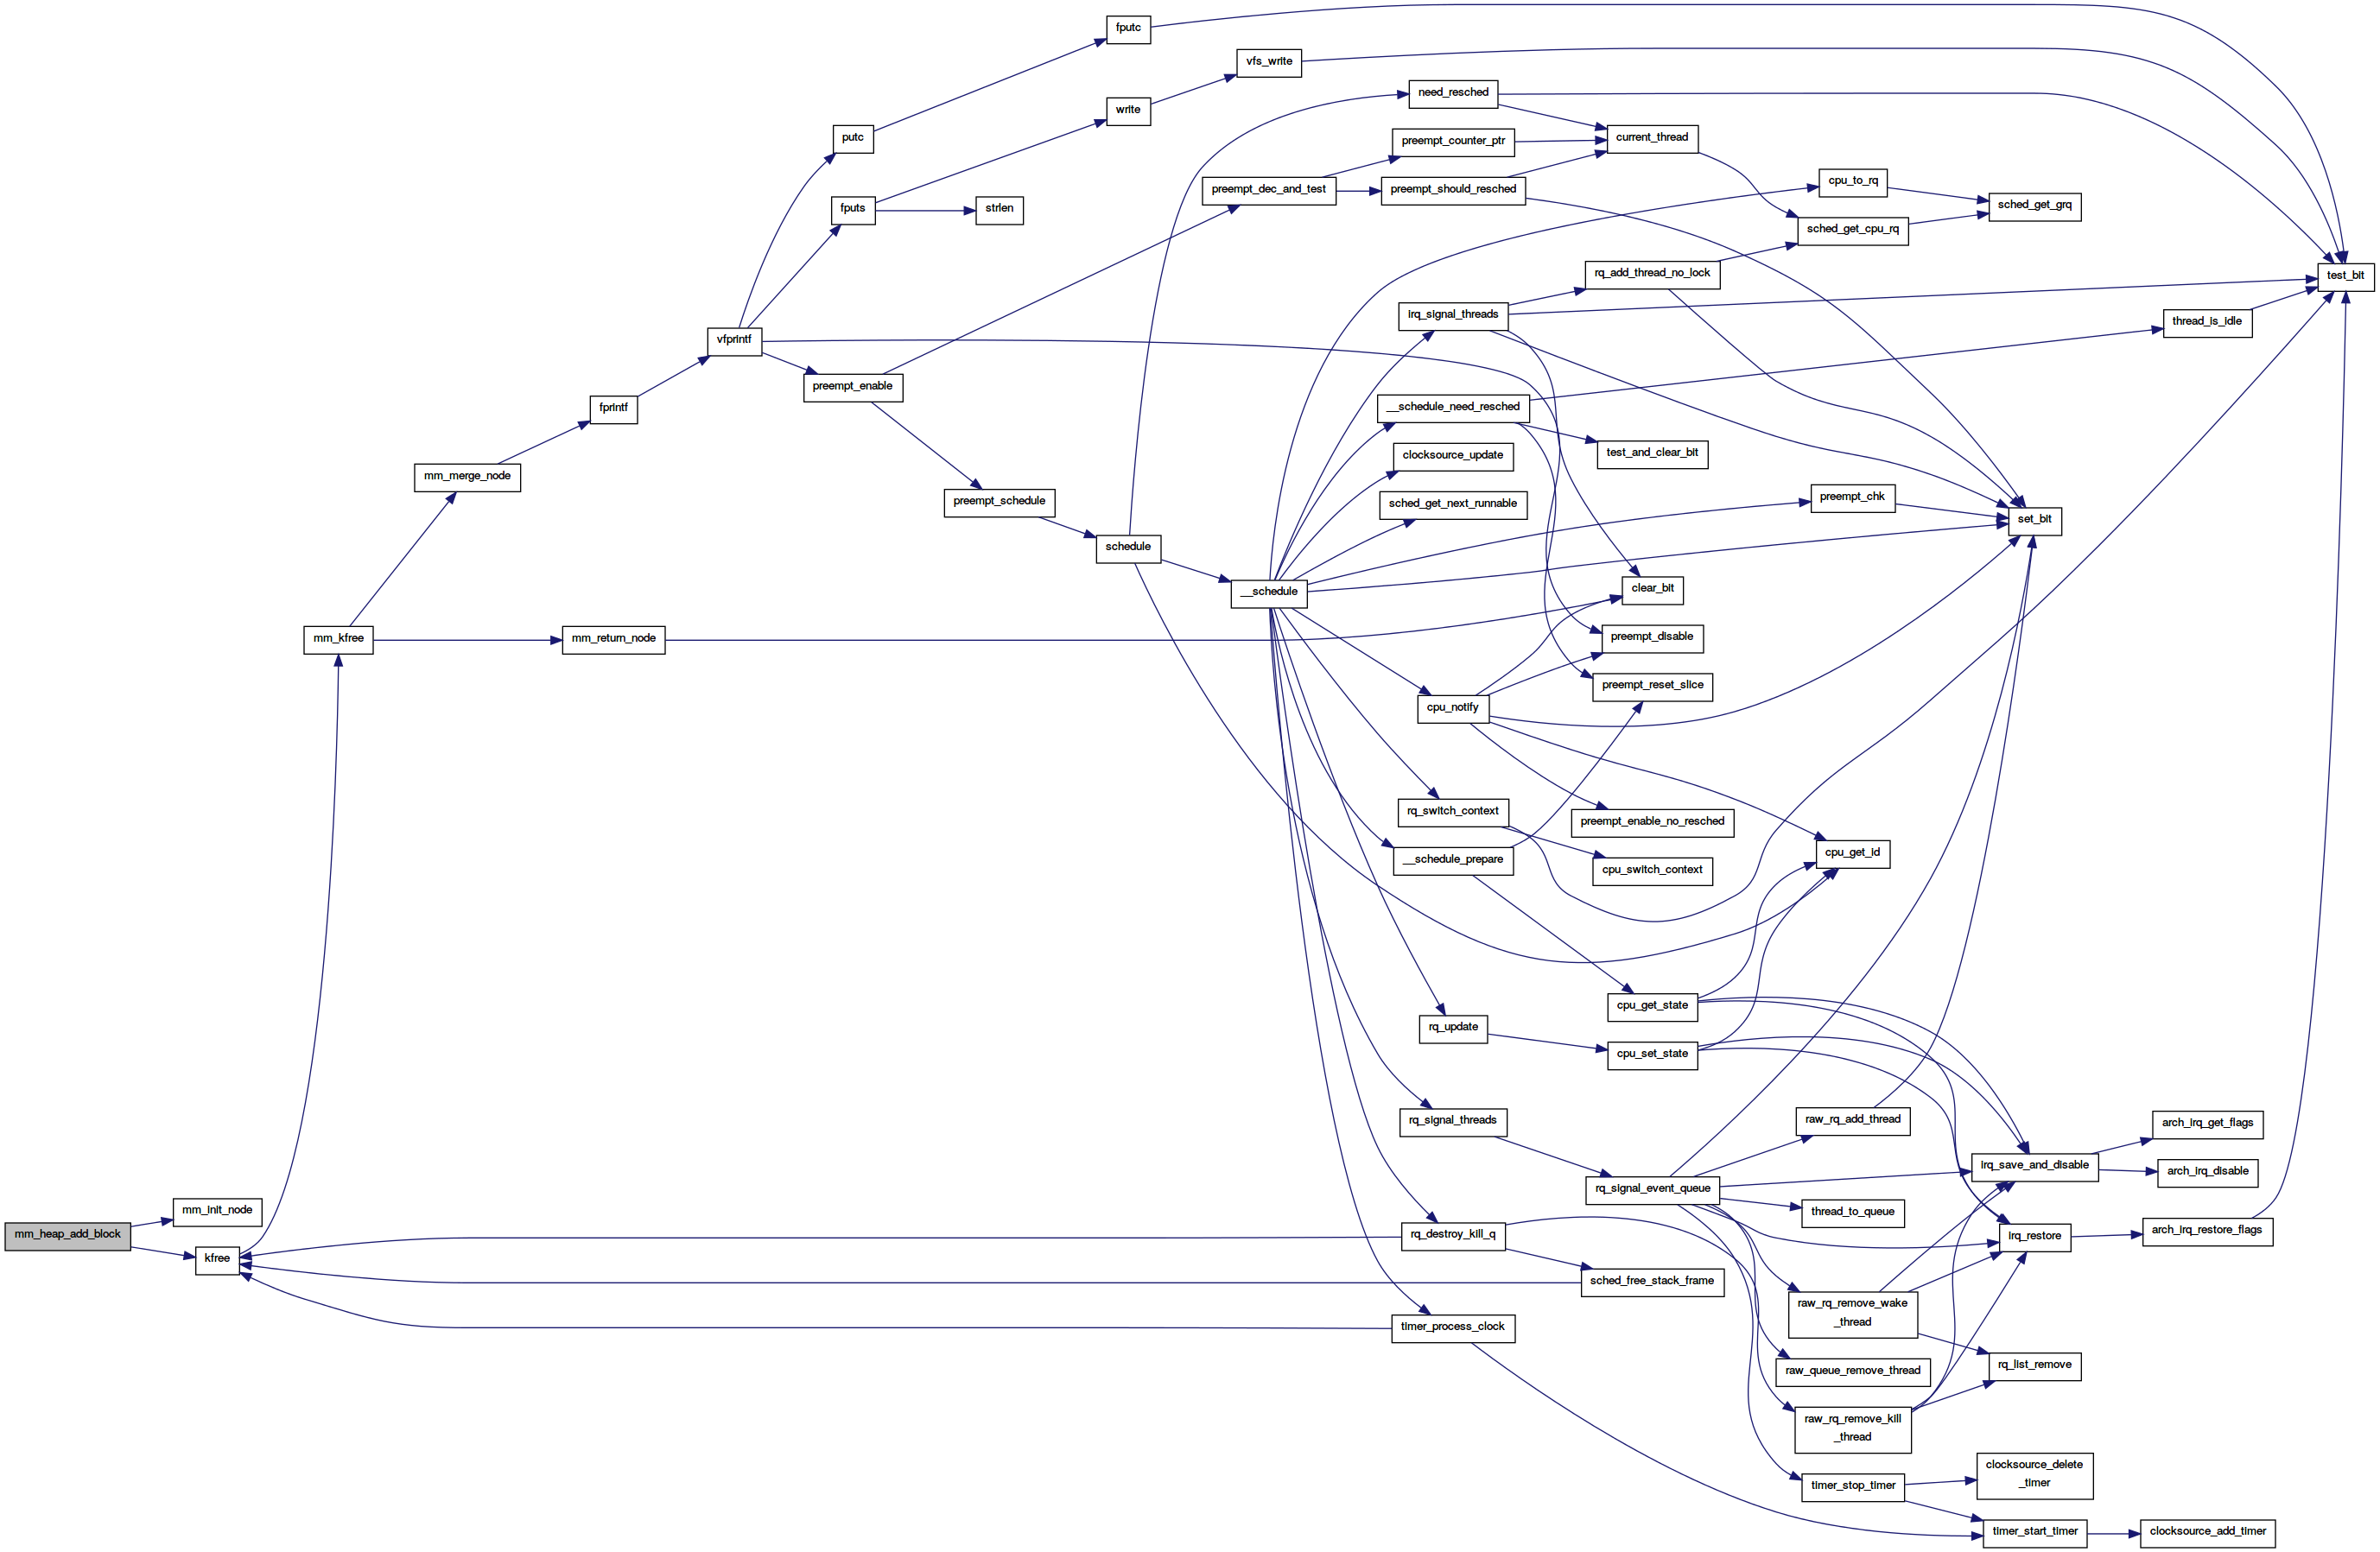 fputc
vfs_write
need_resched
write
putc
preempt_counter_ptr
current_thread
preempt_dec_and_test
preempt_should_resched
cpu_to_rq
fputs
strlen
sched_get_grq
sched_get_cpu_rq
rq_add_thread_no_lock
test_bit
irq_signal_threads
thread_is_idle
vfprintf
preempt_enable
fprintf
__schedule_need_resched
clocksource_update
test_and_clear_bit
mm_merge_node
preempt_schedule
sched_get_next_runnable
preempt_chk
set_bit
schedule
__schedule
clear_bit
mm_kfree
mm_return_node
preempt_disable
preempt_reset_slice
cpu_notify
rq_switch_context
preempt_enable_no_resched
__schedule_prepare
cpu_switch_context
cpu_get_id
cpu_get_state
rq_update
cpu_set_state
rq_signal_threads
raw_rq_add_thread
arch_irq_get_flags
irq_save_and_disable
arch_irq_disable
rq_signal_event_queue
thread_to_queue
mm_init_node
mm_heap_add_block
kfree
rq_destroy_kill_q
irq_restore
arch_irq_restore_flags
sched_free_stack_frame
raw_rq_remove_wake
_thread
timer_process_clock
raw_queue_remove_thread
rq_list_remove
raw_rq_remove_kill
_thread
timer_stop_timer
clocksource_delete
_timer
timer_start_timer
clocksource_add_timer